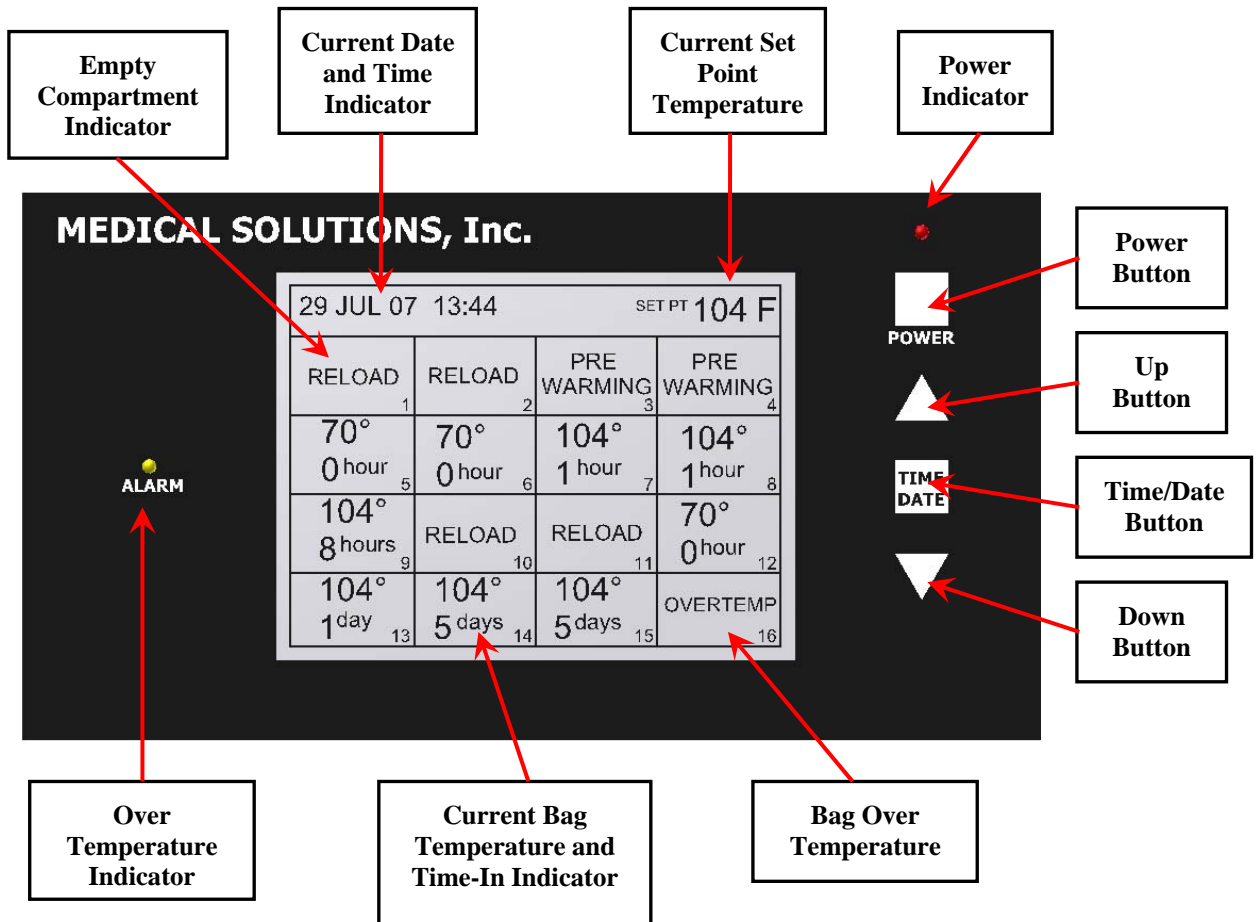 Empty
Compartment
Indicator
Current Date
and Time
Indicator
Current Set
Point
Temperature
Power
Indicator
MEDICAL SOLUTIONS, Inc.
29 JUL 07 13:44
SET PT 104 F
RELOAD
1
RELOAD
2
PRE
WARMING
3
PRE
WARMING
4
70°
0 hour
5
70°
0 hour
6
104°
1 hour
7
104°
1 hour
8
104°
8 hours
9
RELOAD
10
RELOAD
11
70°
0 hour
12
104°
1 day
13
104°
5 days
14
104°
5 days
15
OVERTEMP
16
ALARM
POWER
TIME
DATE
Power
Button
Up
Button
Time/Date
Button
Down
Button
Over
Temperature
Indicator
Current Bag
Temperature and
Time-In Indicator
Bag Over
Temperature